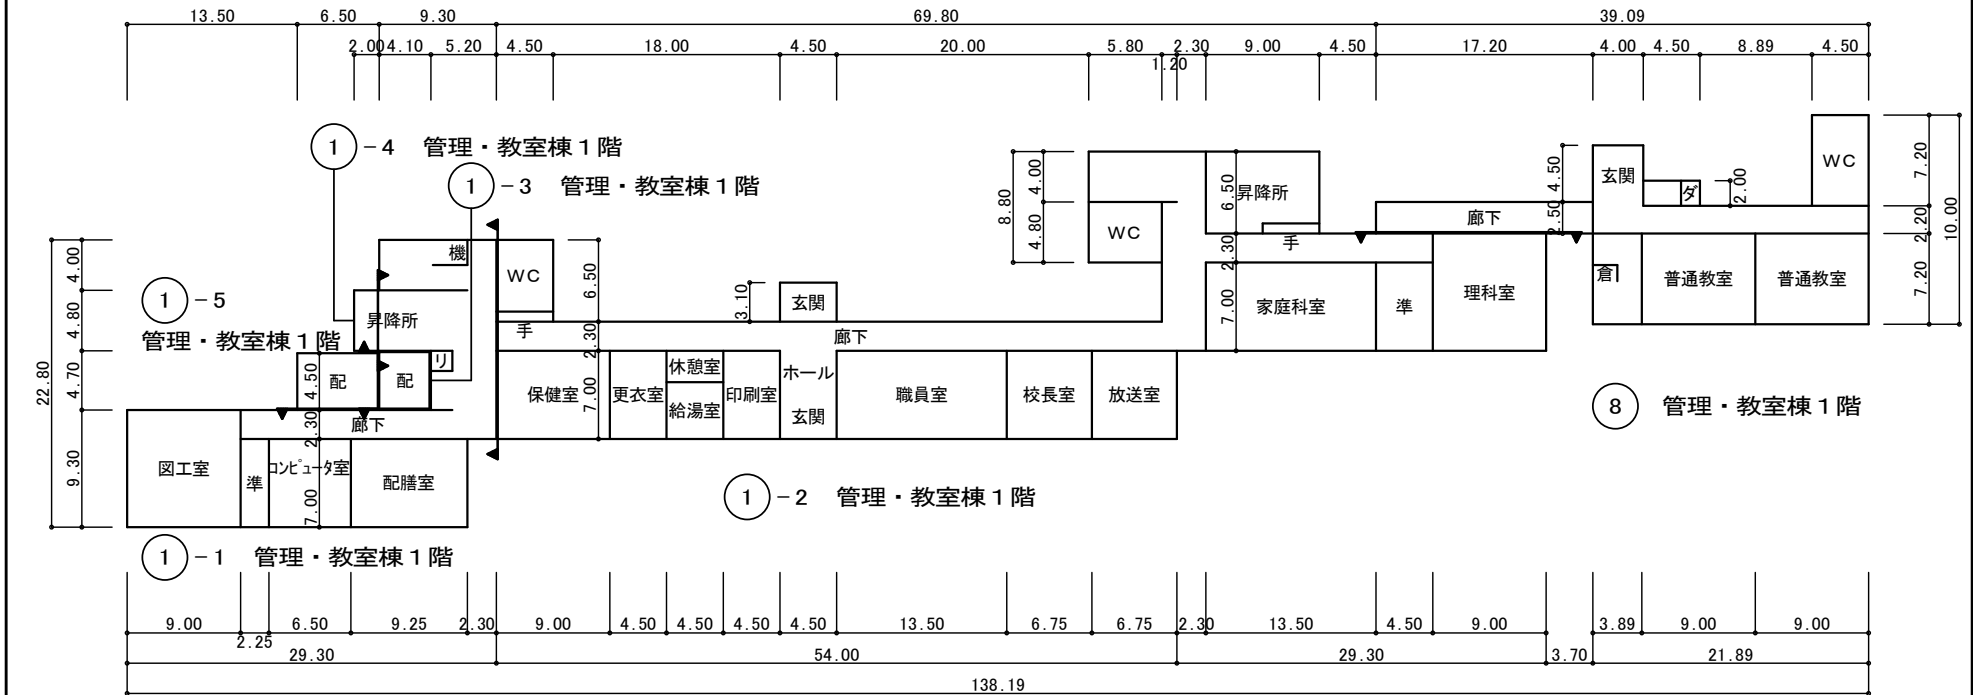 13.50 6.50 9.30 69.80 39.09
2.00 4.10 5.20 4.50 18.00 4.50 20.00 5.80 2.30 9.00 4.50 17.20 4.00 4.50 8.89 4.50
1.20
①-4 管理・教室棟1階
①-3 管理・教室棟1階
①-5
管理・教室棟1階
22.80
4.00
4.80
4.70
9.30
機
WC
昇降所
リ
配
配
4.50
廊下
2.30
図工室
準
コンピュータ室
7.00
配膳室
手
6.50
2.30
7.00
3.10
玄関
廊下
保健室
更衣室
休憩室
給湯室
印刷室
ホール
玄関
職員室
校長室
放送室
8.80
4.00
4.80
WC
6.50
昇降所
手
2.30
7.00
家庭科室
準
理科室
廊下
4.50
2.50
玄関
ダ
2.00
WC
倉
普通教室
普通教室
7.20
2.20
7.20
10.00
⑧ 管理・教室棟1階
①-2 管理・教室棟1階
①-1 管理・教室棟1階
9.00 6.50 9.25 2.30 9.00 4.50 4.50 4.50 4.50 13.50 6.75 6.75 2.30 13.50 4.50 9.00 3.89 9.00 9.00
2.25
29.30 54.00 29.30 3.70 21.89
138.19